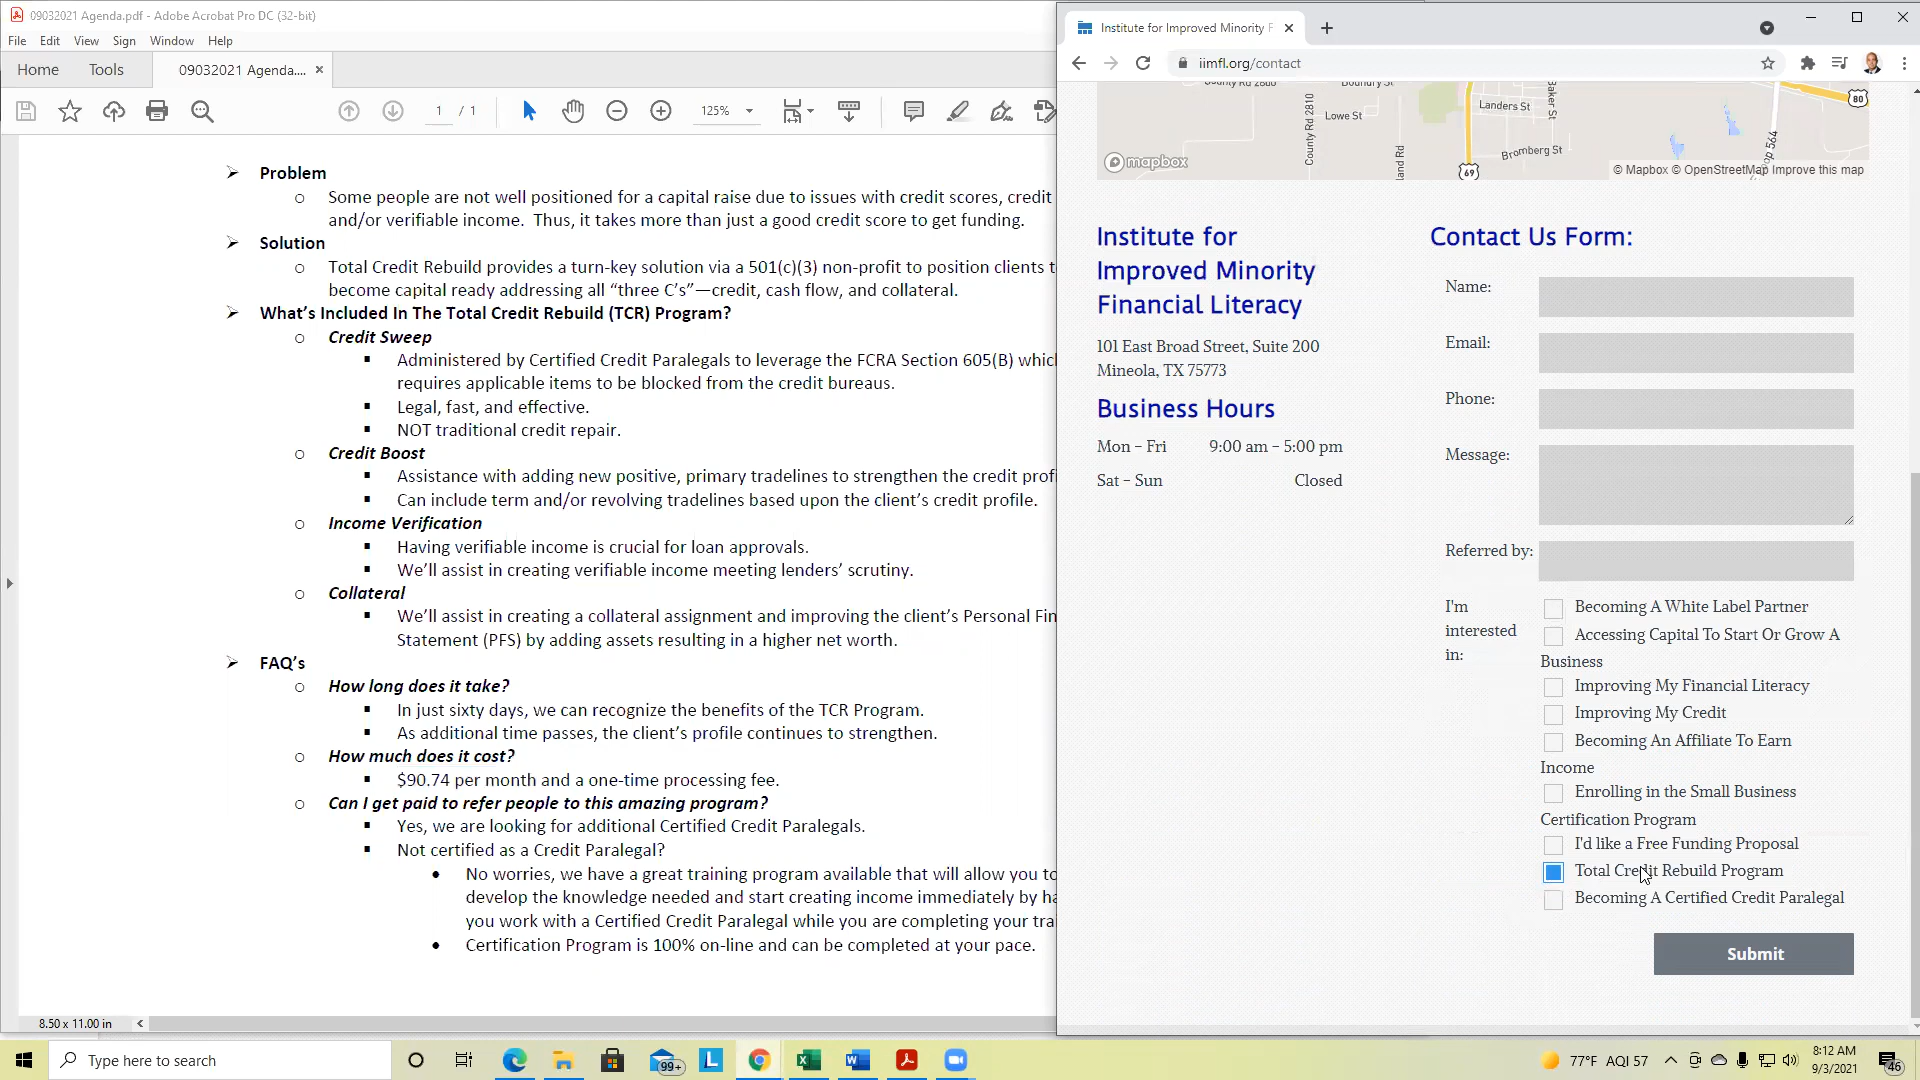 09032021 Agenda.pdf - Adobe Acrobat Pro DC (32-bit)
File Edit View Sign Window Help
Home Tools 09032021 Agenda....
1 / 1 125%
➢ Problem
o Some people are not well positioned for a capital raise due to issues with credit scores, credit
and/or verifiable income. Thus, it takes more than just a good credit score to get funding.
➢ Solution
o Total Credit Rebuild provides a turn-key solution via a 501(c)(3) non-profit to position clients t
become capital ready addressing all “three C’s”—credit, cash flow, and collateral.
➢ What’s Included In The Total Credit Rebuild (TCR) Program?
o Credit Sweep
▪ Administered by Certified Credit Paralegals to leverage the FCRA Section 605(B) whic
requires applicable items to be blocked from the credit bureaus.
▪ Legal, fast, and effective.
▪ NOT traditional credit repair.
o Credit Boost
▪ Assistance with adding new positive, primary tradelines to strengthen the credit profi
▪ Can include term and/or revolving tradelines based upon the client’s credit profile.
o Income Verification
▪ Having verifiable income is crucial for loan approvals.
▪ We’ll assist in creating verifiable income meeting lenders’ scrutiny.
o Collateral
▪ We’ll assist in creating a collateral assignment and improving the client’s Personal Fin
Statement (PFS) by adding assets resulting in a higher net worth.
➢ FAQ’s
o How long does it take?
▪ In just sixty days, we can recognize the benefits of the TCR Program.
▪ As additional time passes, the client’s profile continues to strengthen.
o How much does it cost?
▪ $90.74 per month and a one-time processing fee.
o Can I get paid to refer people to this amazing program?
▪ Yes, we are looking for additional Certified Credit Paralegals.
▪ Not certified as a Credit Paralegal?
• No worries, we have a great training program available that will allow you to
develop the knowledge needed and start creating income immediately by ha
you work with a Certified Credit Paralegal while you are completing your trai
• Certification Program is 100% on-line and can be completed at your pace.
8.50 x 11.00 in
Institute for Improved Minority F
iimfl.org/contact
County Rd 2810
Lowe St
Landers St
Baker St
Bromberg St
Loop 564
80
69
mapbox
© Mapbox © OpenStreetMap Improve this map
Institute for
Improved Minority
Financial Literacy
101 East Broad Street, Suite 200
Mineola, TX 75773
Business Hours
Mon – Fri 9:00 am – 5:00 pm
Sat – Sun Closed
Contact Us Form:
Name:
Email:
Phone:
Message:
Referred by:
I'm
interested
in:
Becoming A White Label Partner
Accessing Capital To Start Or Grow A
Business
Improving My Financial Literacy
Improving My Credit
Becoming An Affiliate To Earn
Income
Enrolling in the Small Business
Certification Program
I'd like a Free Funding Proposal
Total Credit Rebuild Program
Becoming A Certified Credit Paralegal
Submit
Type here to search
99+
L
77°F AQI 57
8:12 AM
9/3/2021
46